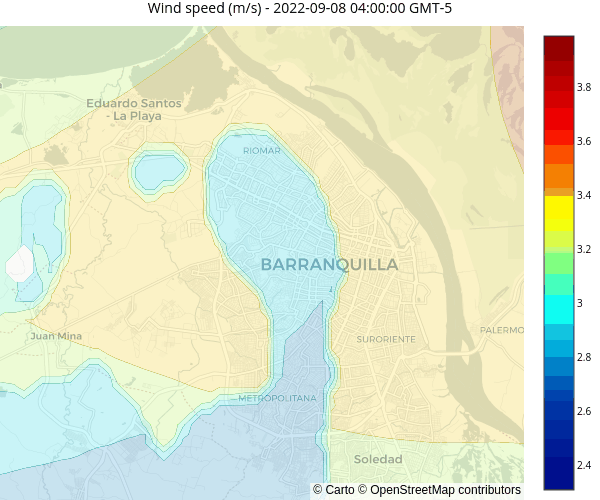 Wind speed (m/s) - 2022-09-08 04:00:00 GMT-5
Eduardo Santos
- La Playa
RIOMAR
BARRANQUILLA
Juan Mina
SURORIENTE
PALERMO
METROPOLITANA
Soledad
© Carto © OpenStreetMap contributors
3.8
3.6
3.4
3.2
3
2.8
2.6
2.4